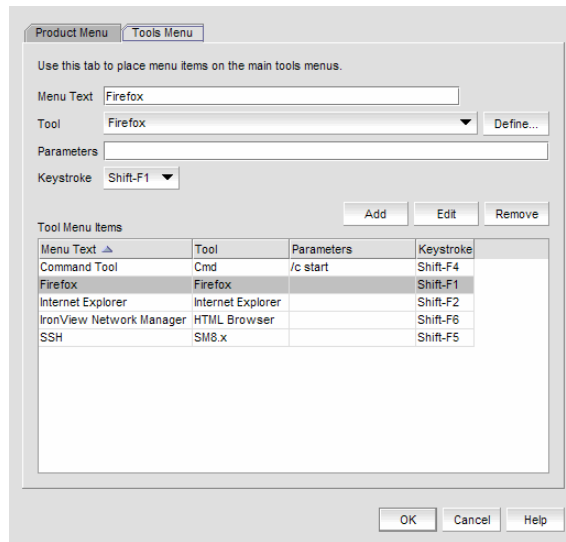 Product Menu Tools Menu
Use this tab to place menu items on the main tools menus.
Menu Text Firefox
Tool Firefox Define...
Parameters
Keystroke Shift-F1
Add Edit Remove
Tool Menu Items
Menu Text Tool Parameters Keystroke
Command Tool Cmd /c start Shift-F4
Firefox Firefox Shift-F1
Internet Explorer Internet Explorer Shift-F2
IronView Network Manager HTML Browser Shift-F6
SSH SM8.x Shift-F5
OK Cancel Help